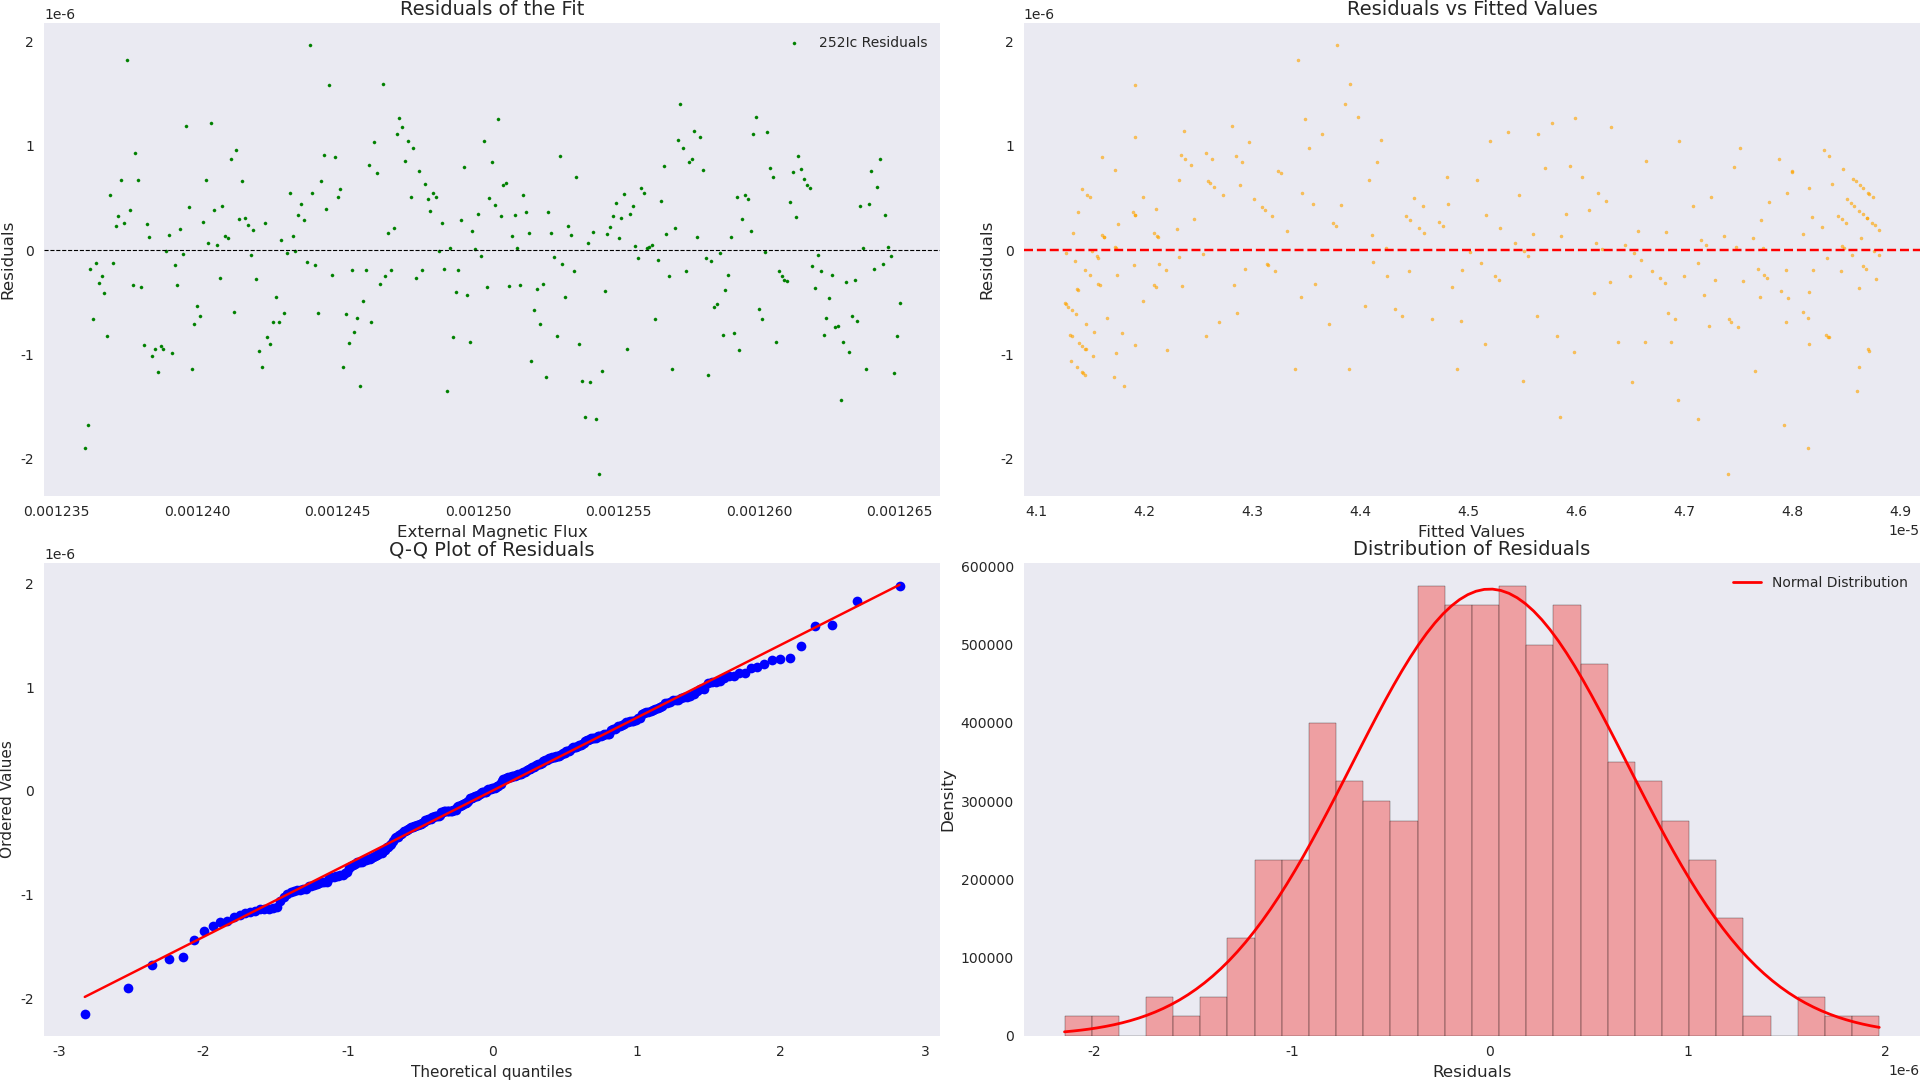 Residuals of the Fit
1e-6
252Ic Residuals
2
1
0
-1
-2
Residuals
0.001235 0.001240 0.001245 0.001250 0.001255 0.001260 0.001265
External Magnetic Flux
Residuals vs Fitted Values
1e-6
2
1
0
-1
-2
Residuals
4.1 4.2 4.3 4.4 4.5 4.6 4.7 4.8 4.9
1e-5
Fitted Values
Q-Q Plot of Residuals
1e-6
2
1
0
-1
-2
Ordered Values
-3 -2 -1 0 1 2 3
Theoretical quantiles
Distribution of Residuals
Normal Distribution
600000
500000
400000
300000
200000
100000
0
Density
-2 -1 0 1 2
1e-6
Residuals